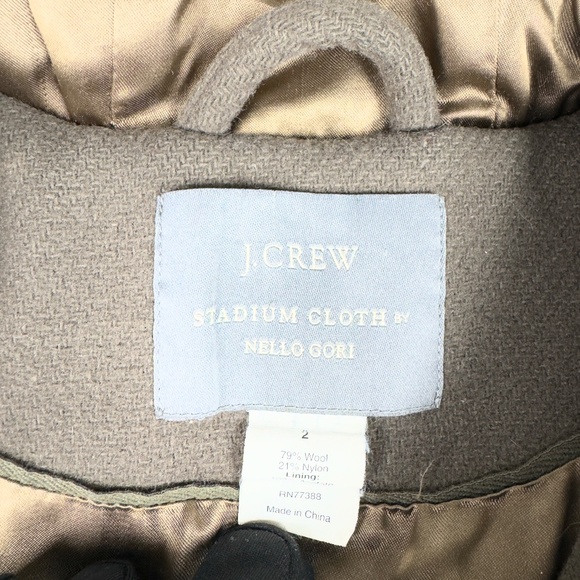 J.CREW
STADIUM CLOTH BY
NELLO GORI
2
79% Wool
21% Nylon
Lining:
RN77388
Made in China